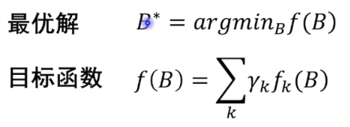 最优解 B* = argmin_B f(B)
目标函数 f(B) = ∑_k γ_k f_k(B)